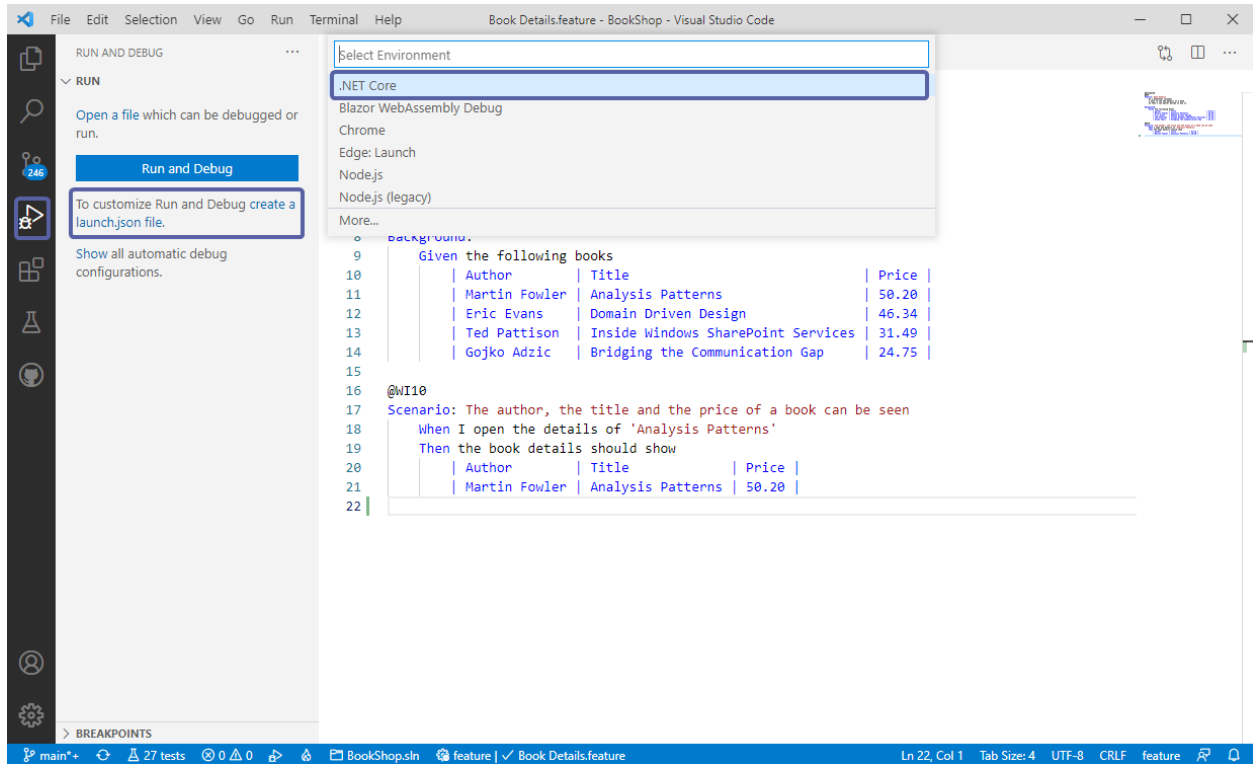 File Edit Selection View Go Run Terminal Help Book Details.feature - BookShop - Visual Studio Code
RUN AND DEBUG
RUN
Open a file which can be debugged or
run.
Run and Debug
To customize Run and Debug create a
launch.json file.
Show all automatic debug
configurations.
246
BREAKPOINTS
Select Environment
.NET Core
Blazor WebAssembly Debug
Chrome
Edge: Launch
Node.js
Node.js (legacy)
More...
8 Background:
9 Given the following books
10 | Author | Title | Price |
11 | Martin Fowler | Analysis Patterns | 50.20 |
12 | Eric Evans | Domain Driven Design | 46.34 |
13 | Ted Pattison | Inside Windows SharePoint Services | 31.49 |
14 | Gojko Adzic | Bridging the Communication Gap | 24.75 |
15
16 @WI10
17 Scenario: The author, the title and the price of a book can be seen
18 When I open the details of 'Analysis Patterns'
19 Then the book details should show
20 | Author | Title | Price |
21 | Martin Fowler | Analysis Patterns | 50.20 |
22
main*+ 27 tests 0 0 BookShop.sln feature | ✓ Book Details.feature Ln 22, Col 1 Tab Size: 4 UTF-8 CRLF feature